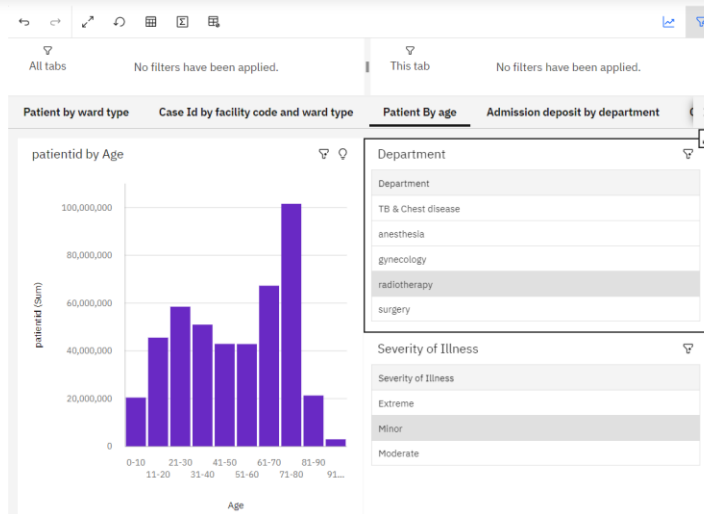 All tabs
No filters have been applied.
This tab
No filters have been applied.
Patient by ward type
Case Id by facility code and ward type
Patient By age
Admission deposit by department
patientid by Age
patientid (Sum)
100,000,000
80,000,000
60,000,000
40,000,000
20,000,000
0
0-10 21-30 41-50 61-70 81-90
11-20 31-40 51-60 71-80 91...
Age
Department
Department
TB & Chest disease
anesthesia
gynecology
radiotherapy
surgery
Severity of Illness
Severity of Illness
Extreme
Minor
Moderate